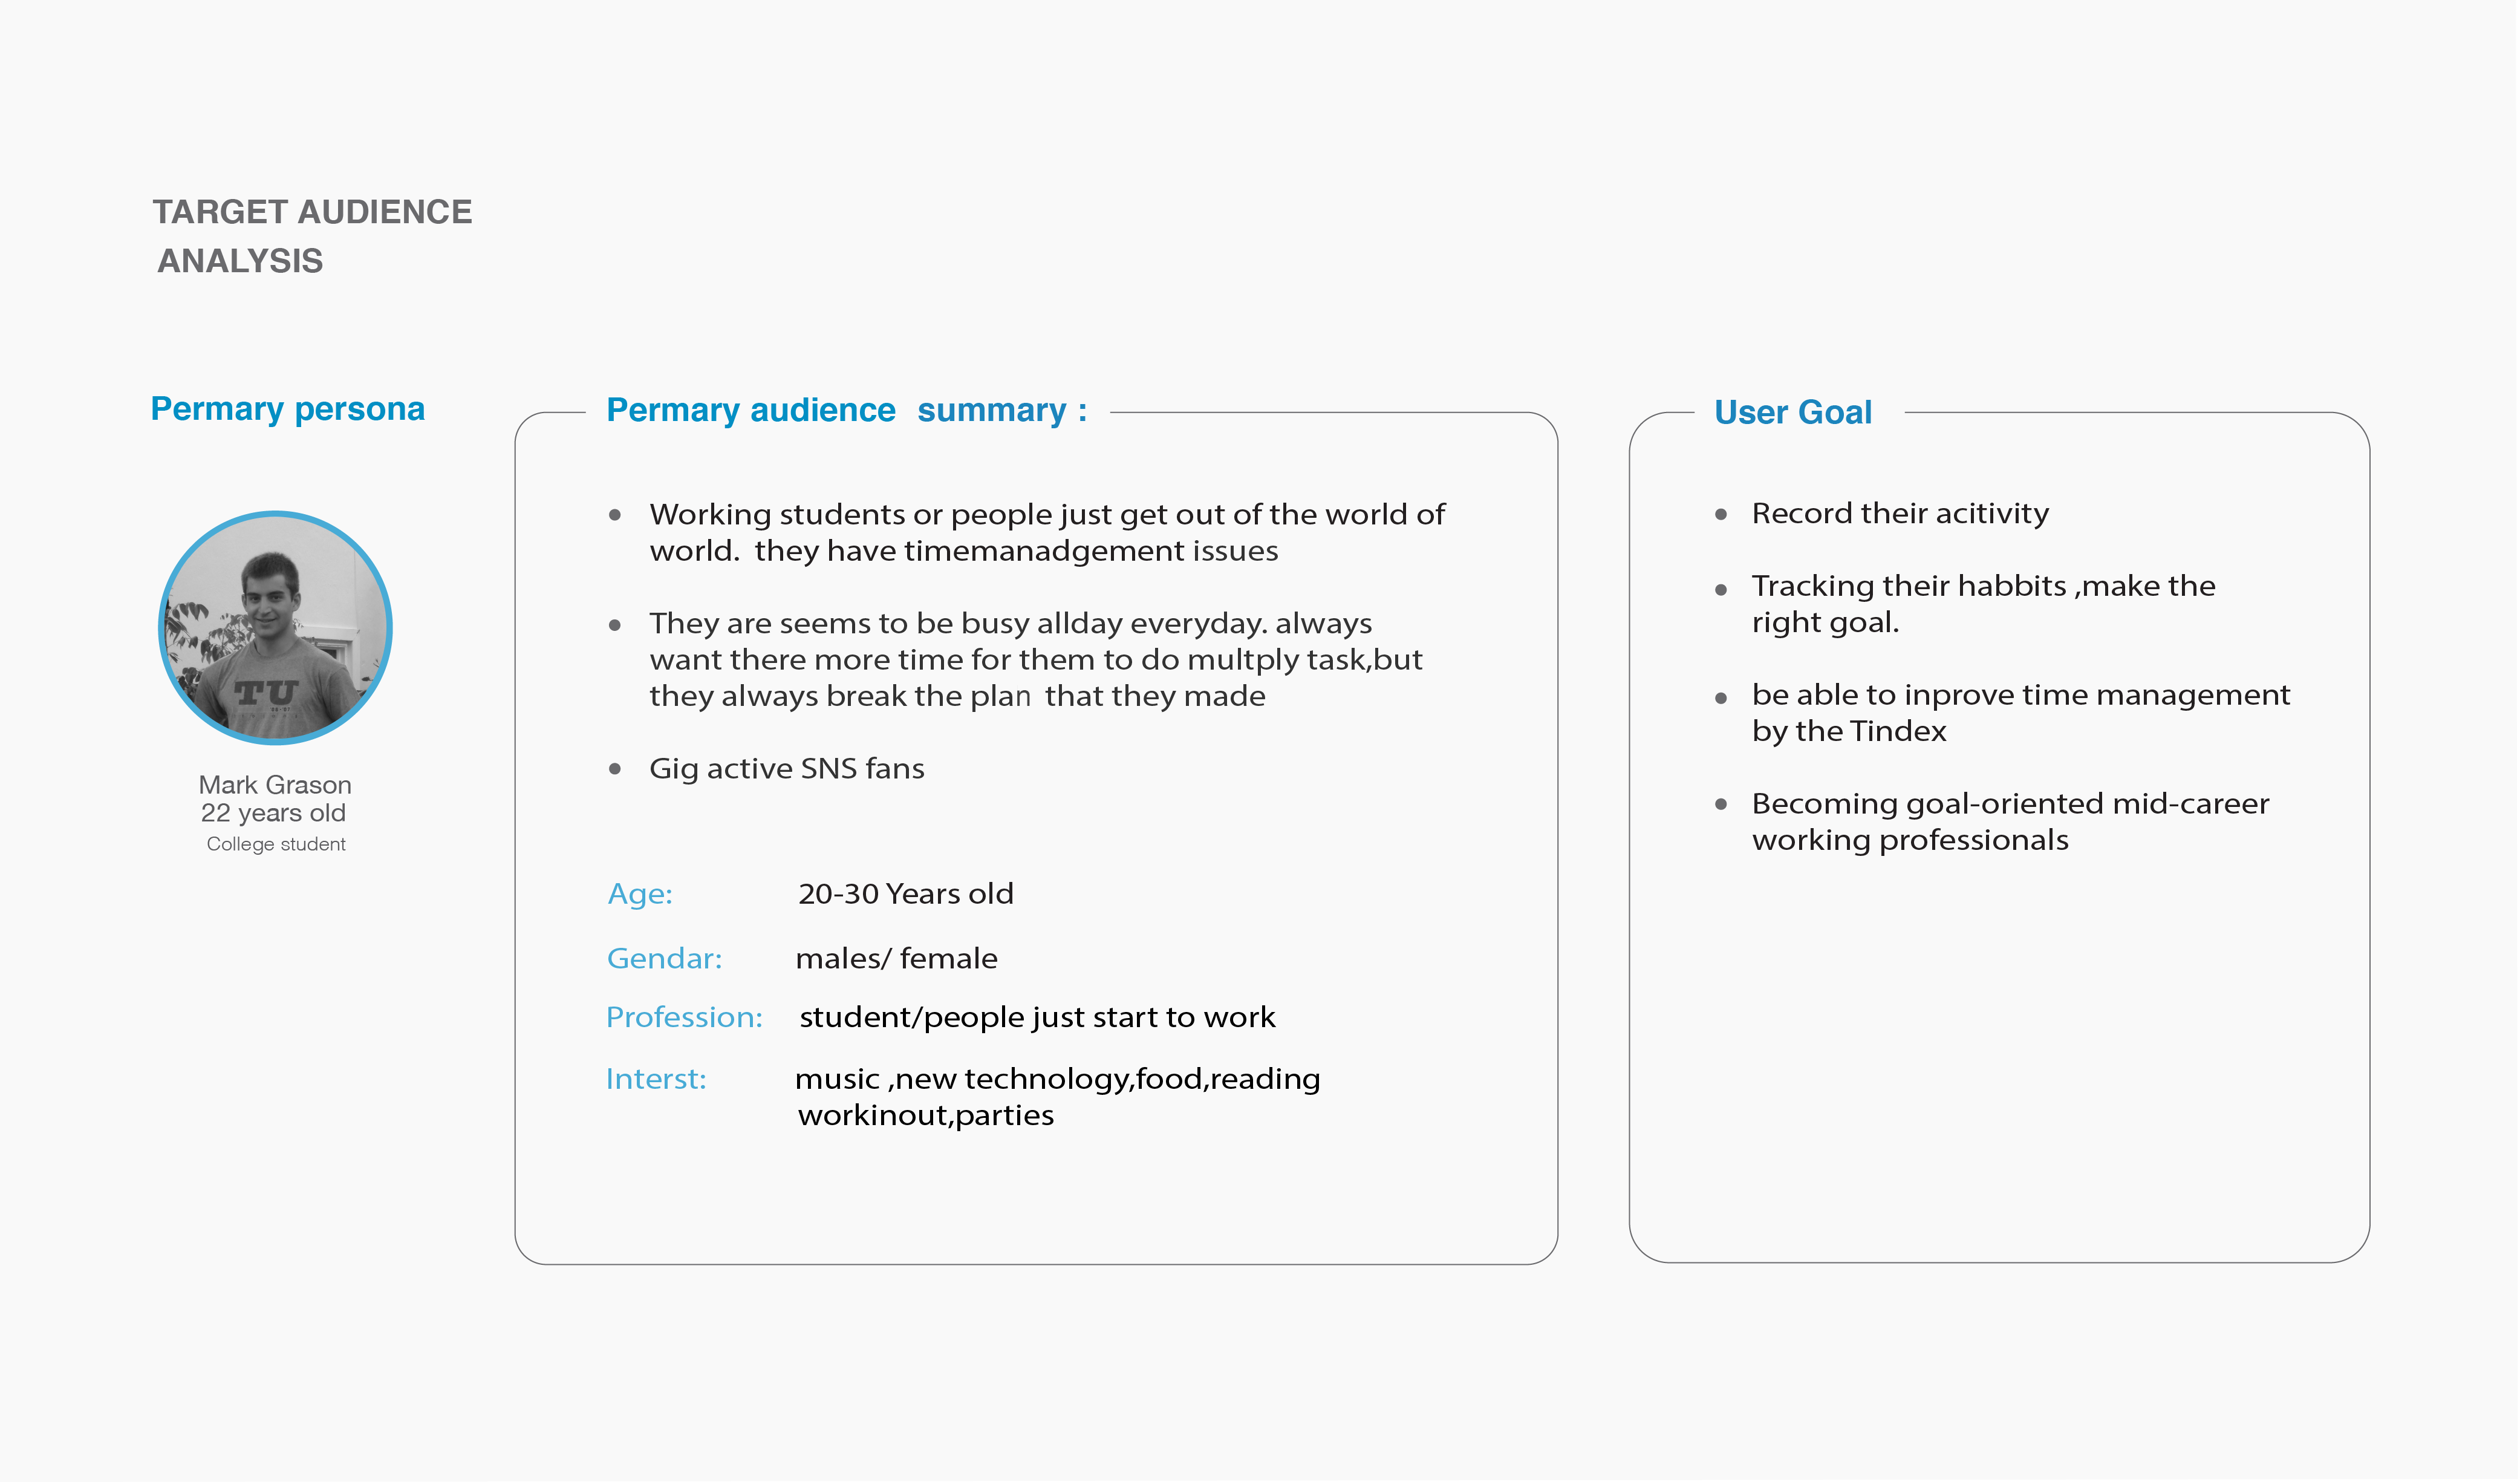 TARGET AUDIENCE
ANALYSIS
Permary persona
TU
Mark Grason
22 years old
College student
Permary audience summary :
Working students or people just get out of the world of
world. they have timemanadgement issues
They are seems to be busy allday everyday. always
want there more time for them to do multply task,but
they always break the plan that they made
Gig active SNS fans
Age: 20-30 Years old
Gendar: males/ female
Profession: student/people just start to work
Interst: music ,new technology,food,reading
workinout,parties
User Goal
Record their acitivity
Tracking their habbits ,make the
right goal.
be able to inprove time management
by the Tindex
Becoming goal-oriented mid-career
working professionals